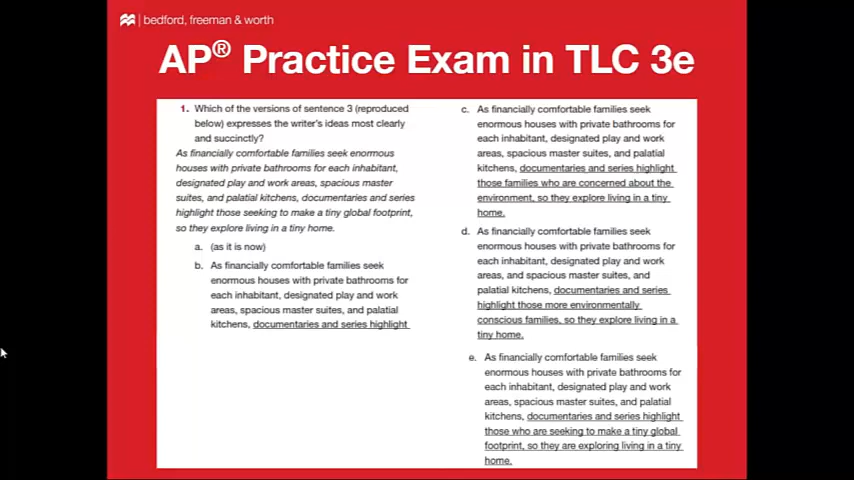 bedford, freeman & worth
AP® Practice Exam in TLC 3e
1. Which of the versions of sentence 3 (reproduced
below) expresses the writer's ideas most clearly
and succinctly?
As financially comfortable families seek enormous
houses with private bathrooms for each inhabitant,
designated play and work areas, spacious master
suites, and palatial kitchens, documentaries and series
highlight those seeking to make a tiny global footprint,
so they explore living in a tiny home.
a. (as it is now)
b. As financially comfortable families seek
enormous houses with private bathrooms for
each inhabitant, designated play and work
areas, spacious master suites, and palatial
kitchens, documentaries and series highlight
c. As financially comfortable families seek
enormous houses with private bathrooms for
each inhabitant, designated play and work
areas, spacious master suites, and palatial
kitchens, documentaries and series highlight
those families who are concerned about the
environment, so they explore living in a tiny
home.
d. As financially comfortable families seek
enormous houses with private bathrooms for
each inhabitant, designated play and work
areas, and spacious master suites, and
palatial kitchens, documentaries and series
highlight those more environmentally
conscious families, so they explore living in a
tiny home.
e. As financially comfortable families seek
enormous houses with private bathrooms for
each inhabitant, designated play and work
areas, spacious master suites, and palatial
kitchens, documentaries and series highlight
those who are seeking to make a tiny global
footprint, so they are exploring living in a tiny
home.